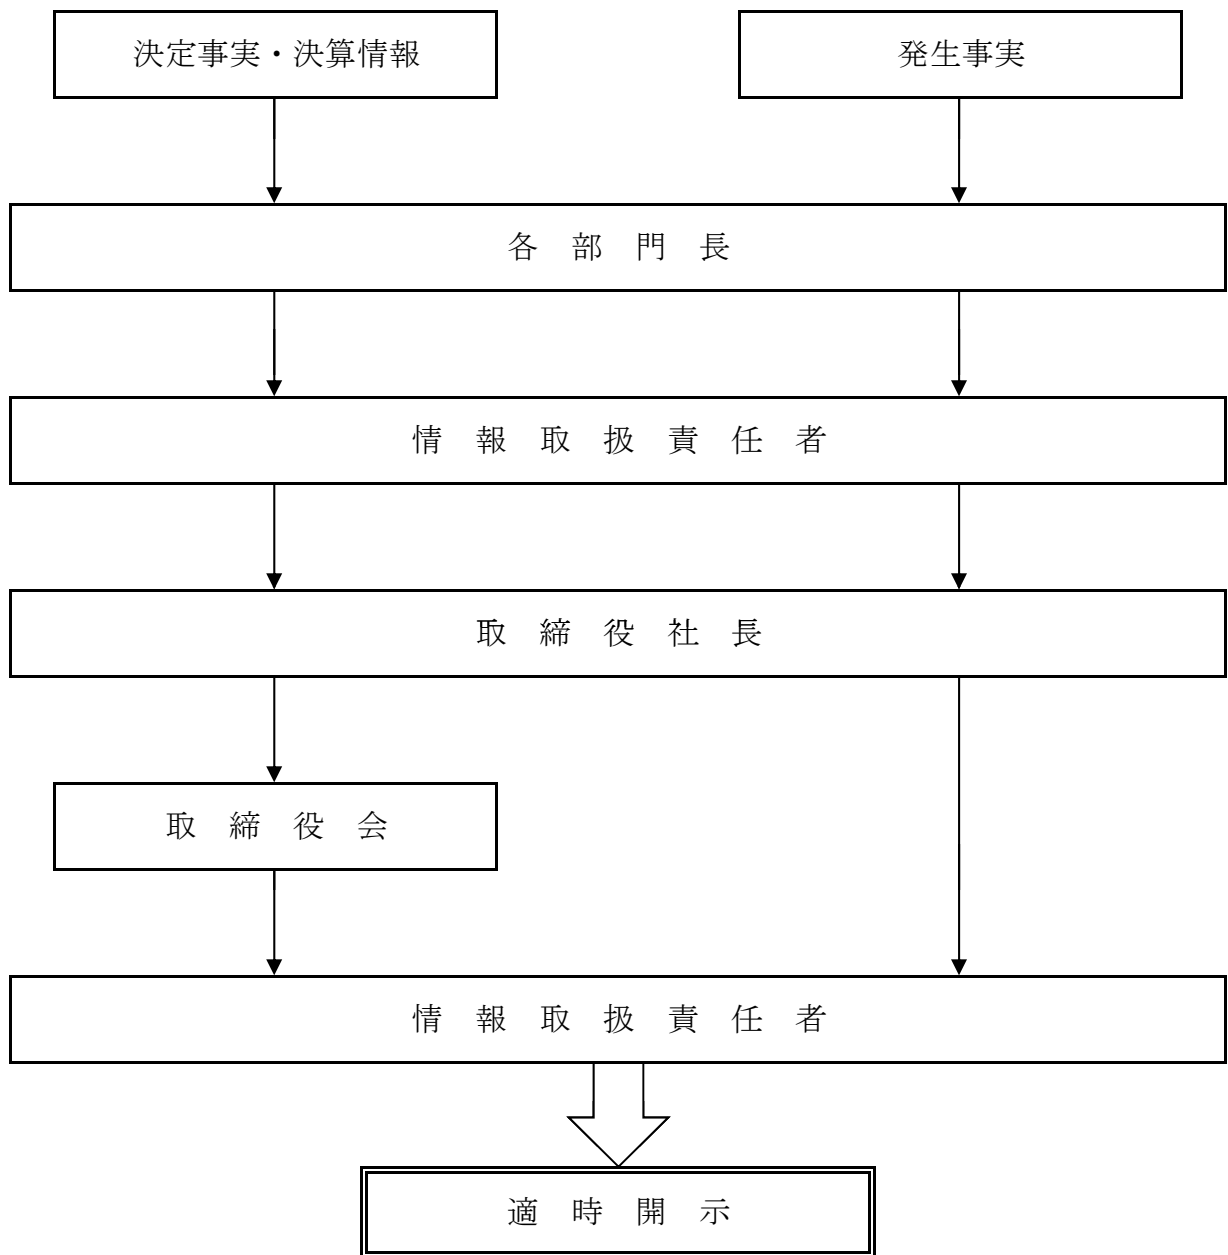 決定事実・決算情報
発生事実
各 部 門 長
情 報 取 扱 責 任 者
取 締 役 社 長
取 締 役 会
情 報 取 扱 責 任 者
適 時 開 示